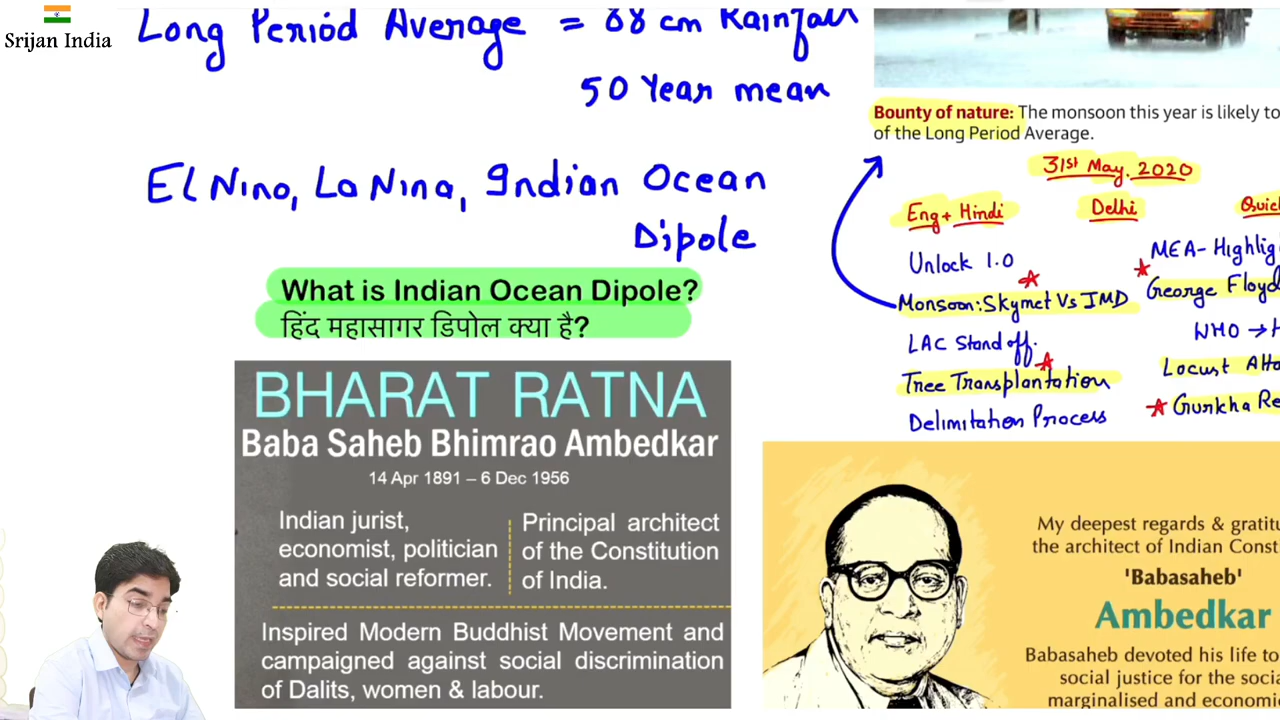 Srijan India
Long Period Average = 88 cm Rainfall
50 Year mean
El Nino, La Nina, Indian Ocean
Dipole
What is Indian Ocean Dipole?
हिंद महासागर डिपोल क्या है?
BHARAT RATNA
Baba Saheb Bhimrao Ambedkar
14 Apr 1891 – 6 Dec 1956
Indian jurist,
economist, politician
and social reformer.
Principal architect
of the Constitution
of India.
Inspired Modern Buddhist Movement and
campaigned against social discrimination
of Dalits, women & labour.
Bounty of nature: The monsoon this year is likely to
of the Long Period Average.
31st May. 2020
Eng + Hindi
Unlock 1.0
Monsoon: Skymet Vs IMD
LAC Stand off.
Tree Transplantation
Delimitation Process
Delhi
MEA- Highlig
George Floyd
WHO →
Locust
Gurkha
My deepest regards &
the architect of Indian
'Babasaheb'
Ambedkar
Babasaheb devoted his life to
social justice for the
marginalised and